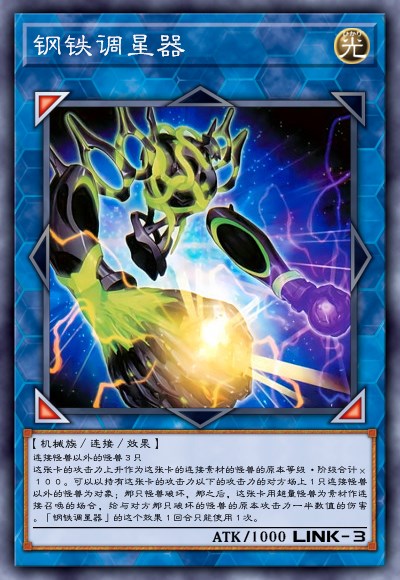 钢铁调星器
ひかり
光
【机械族／连接／效果】
连接怪兽以外的怪兽３只
这张卡的攻击力上升作为这张卡的连接素材的怪兽的原本等级・阶级合计×
１００。可以以持有这张卡的攻击力以下的攻击力的对方场上１只连接怪兽
以外的怪兽为对象；那只怪兽破坏，那之后，这张卡用超量怪兽为素材作连
接召唤的场合，给与对方那只破坏的怪兽的原本攻击力一半数值的伤害
。「钢铁调星器」的这个效果１回合只能使用１次。
ATK/1000 LINK-3